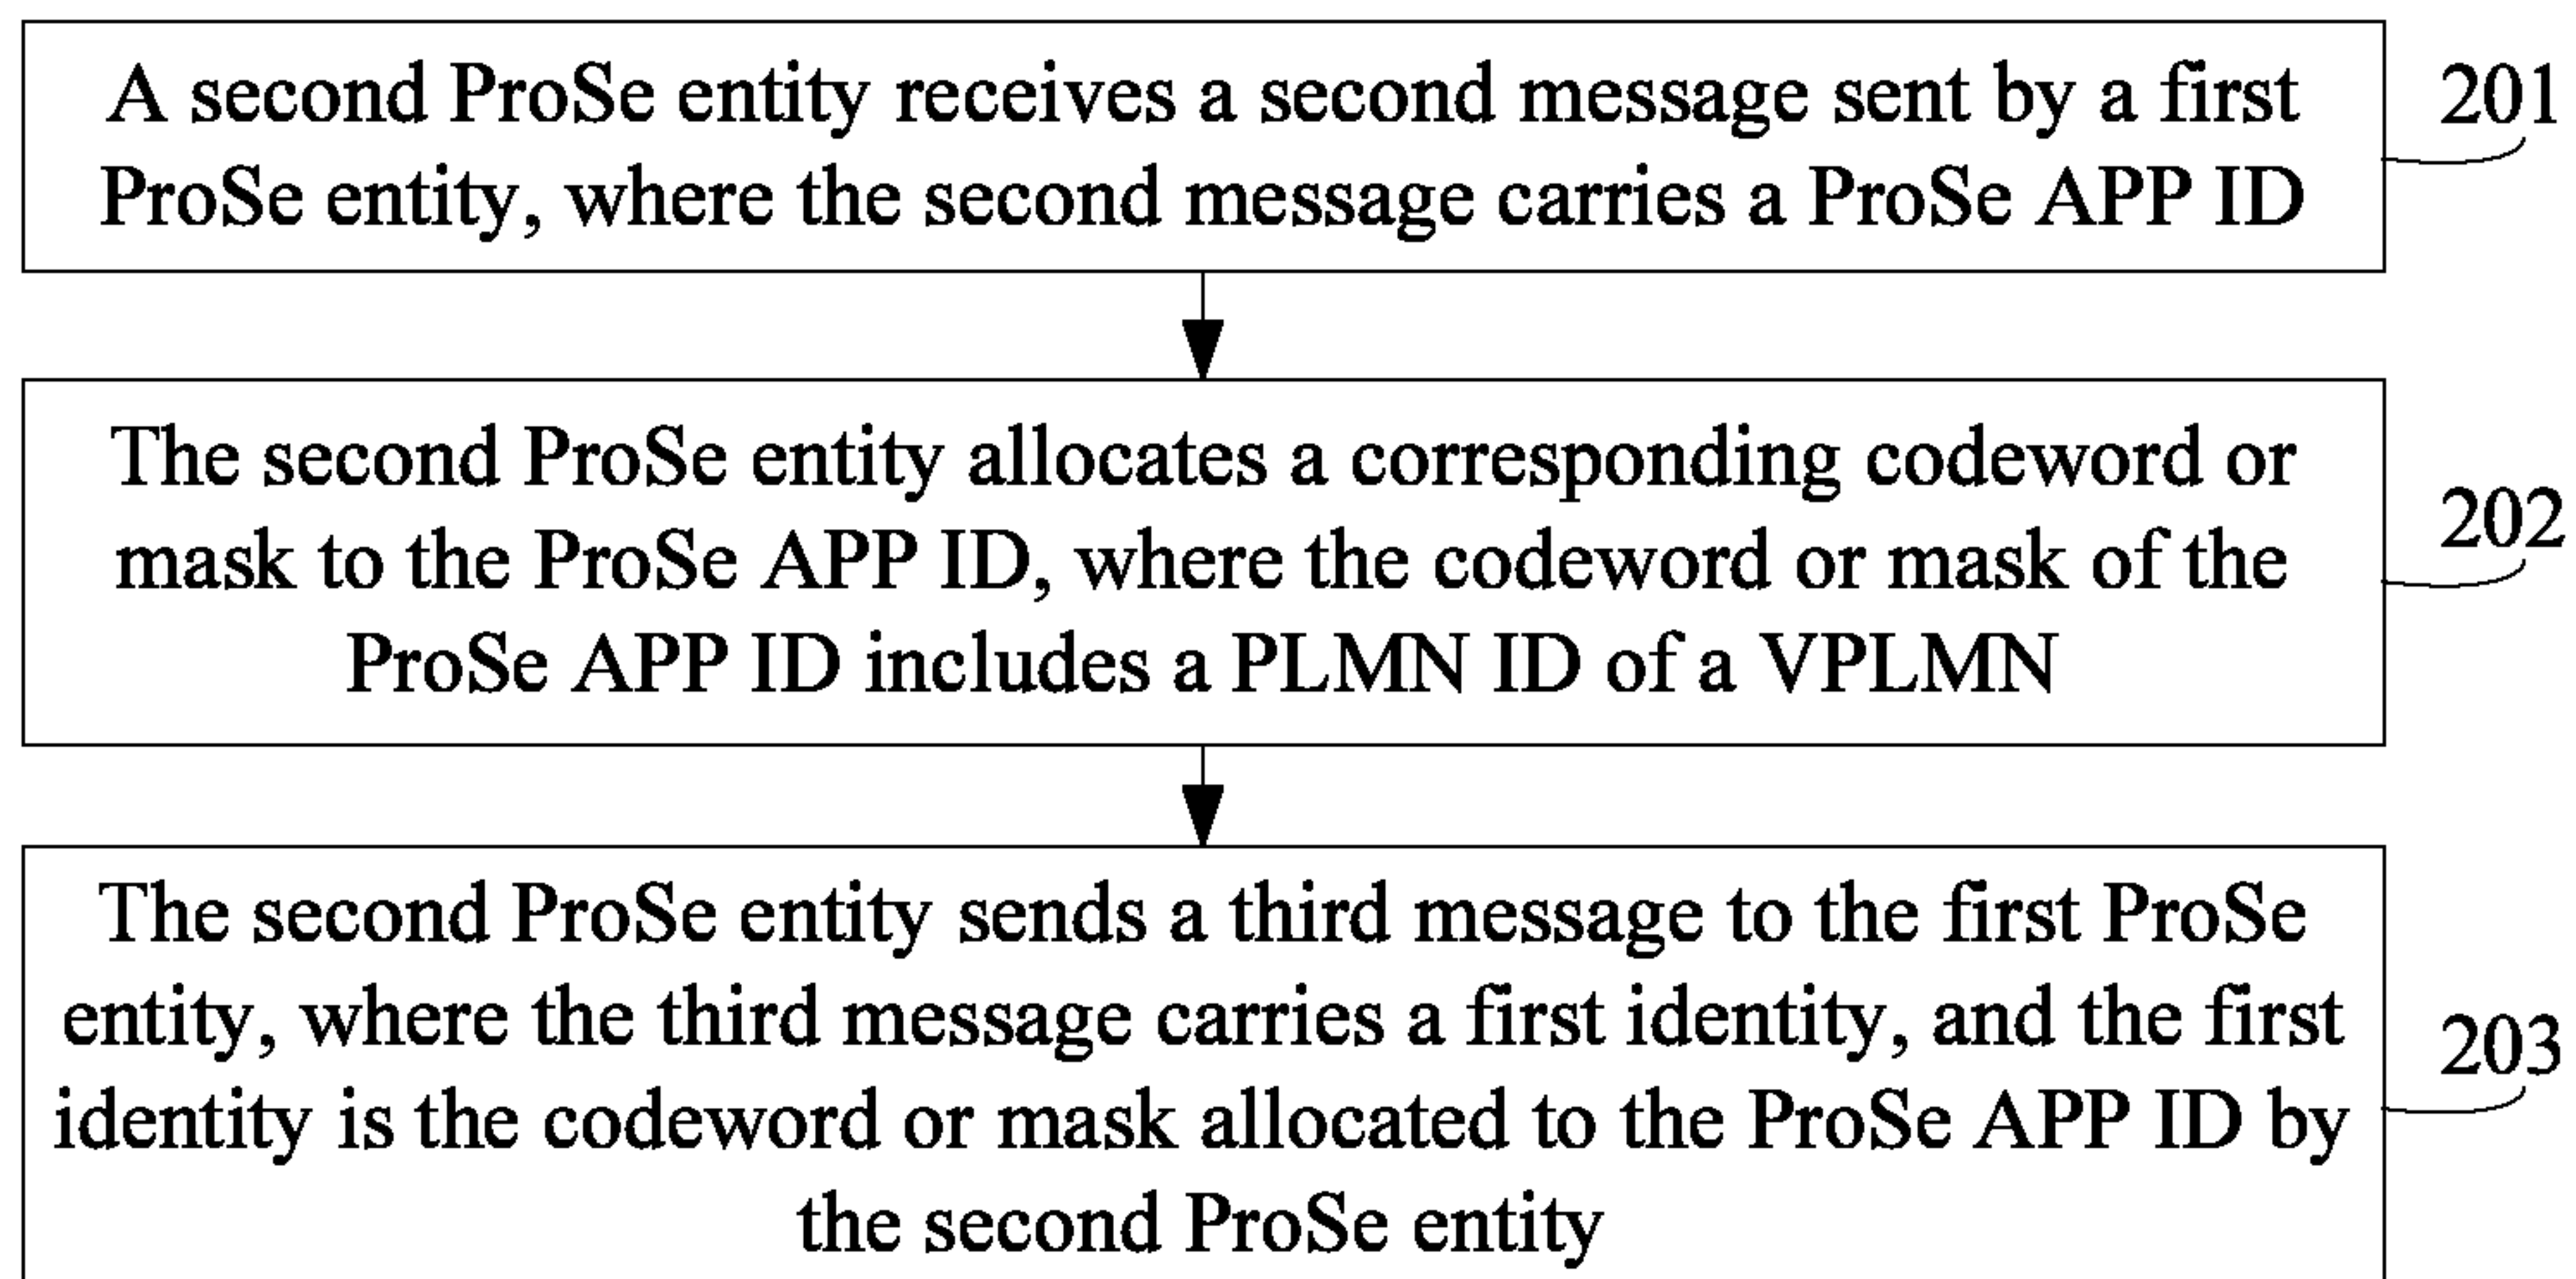 A second ProSe entity receives a second message sent by a first
ProSe entity, where the second message carries a ProSe APP ID
201
The second ProSe entity allocates a corresponding codeword or
mask to the ProSe APP ID, where the codeword or mask of the
ProSe APP ID includes a PLMN ID of a VPLMN
202
The second ProSe entity sends a third message to the first ProSe
entity, where the third message carries a first identity, and the first
identity is the codeword or mask allocated to the ProSe APP ID by
the second ProSe entity
203